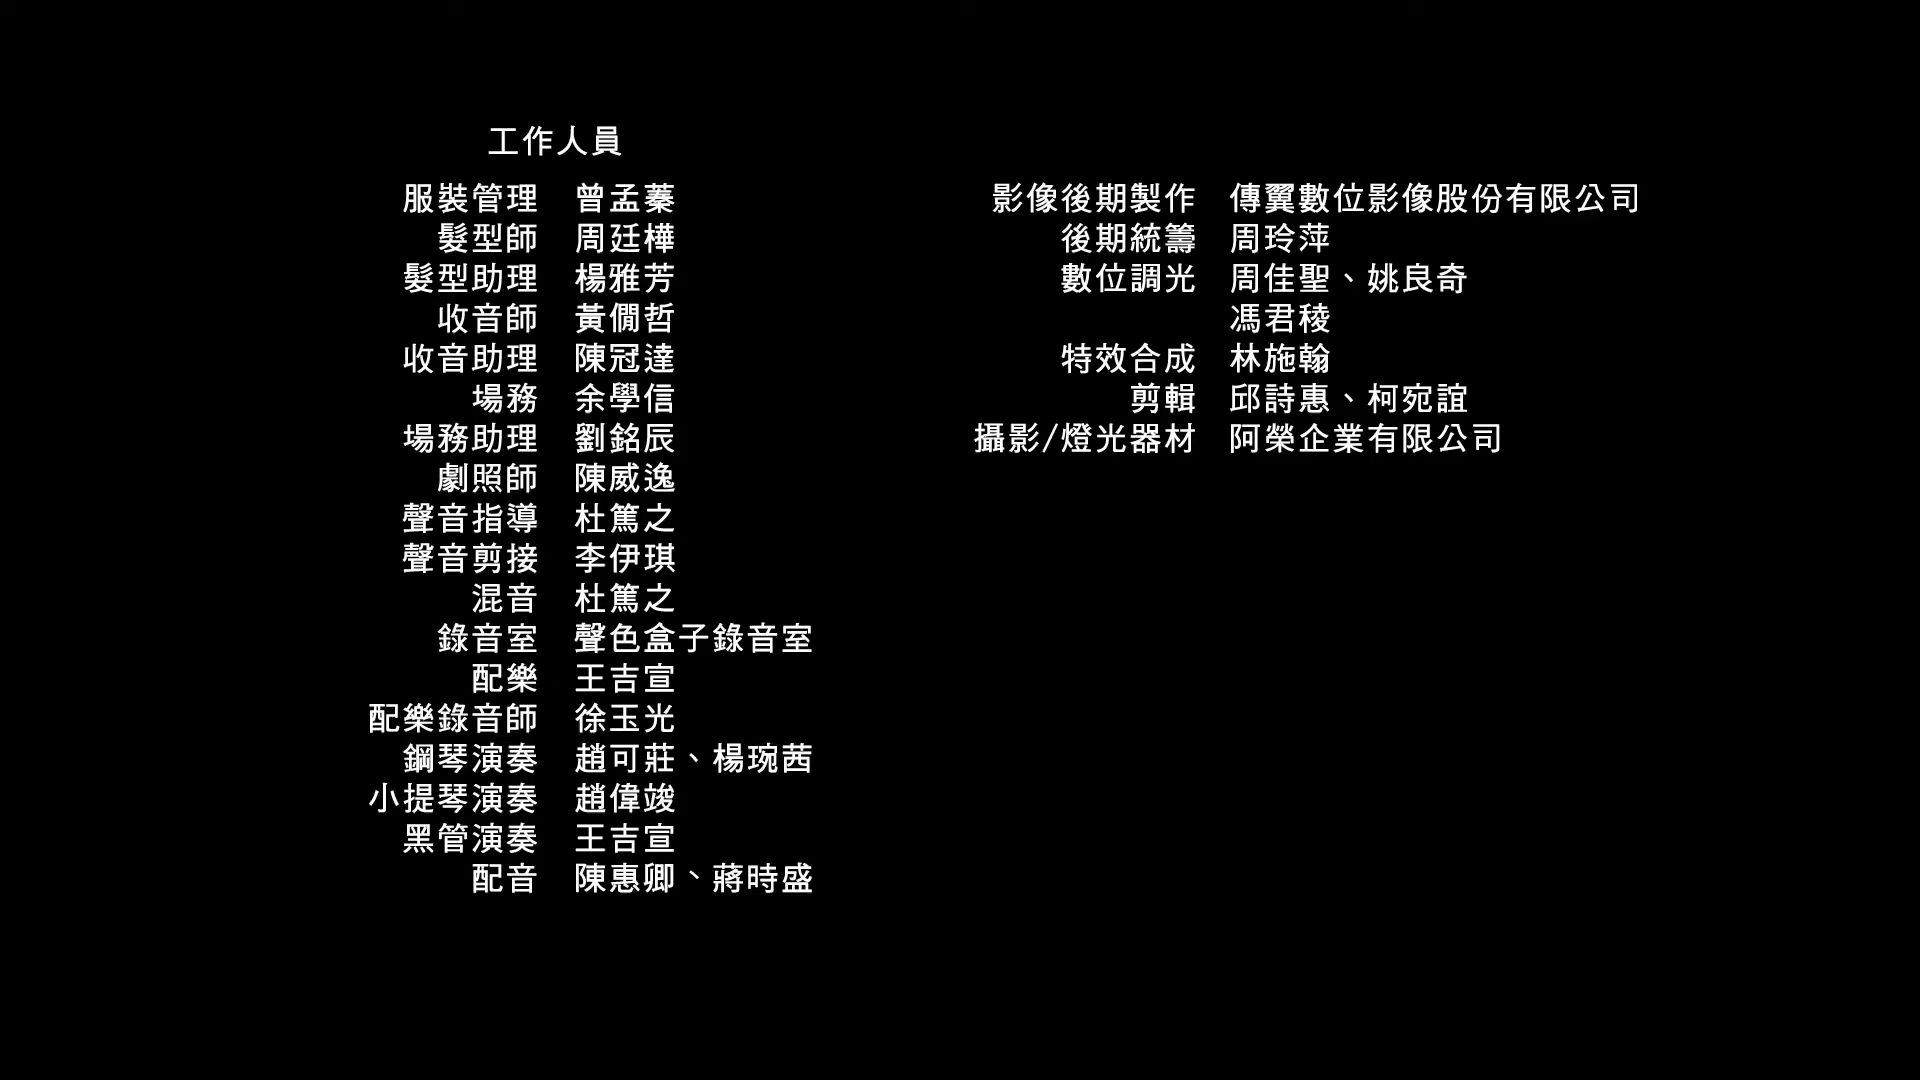 工作人員
服裝管理 曾孟蓁
髮型師 周廷樺
髮型助理 楊雅芳
收音師 黃僩哲
收音助理 陳冠達
場務 余學信
場務助理 劉銘辰
劇照師 陳威逸
聲音指導 杜篤之
聲音剪接 李伊琪
混音 杜篤之
錄音室 聲色盒子錄音室
配樂 王吉宣
配樂錄音師 徐玉光
鋼琴演奏 趙可莊、楊琬茜
小提琴演奏 趙偉竣
黑管演奏 王吉宣
配音 陳惠卿、蔣時盛
影像後期製作 傳翼數位影像股份有限公司
後期統籌 周玲萍
數位調光 周佳聖、姚良奇
馮君稜
特效合成 林施翰
剪輯 邱詩惠、柯宛誼
攝影/燈光器材 阿榮企業有限公司